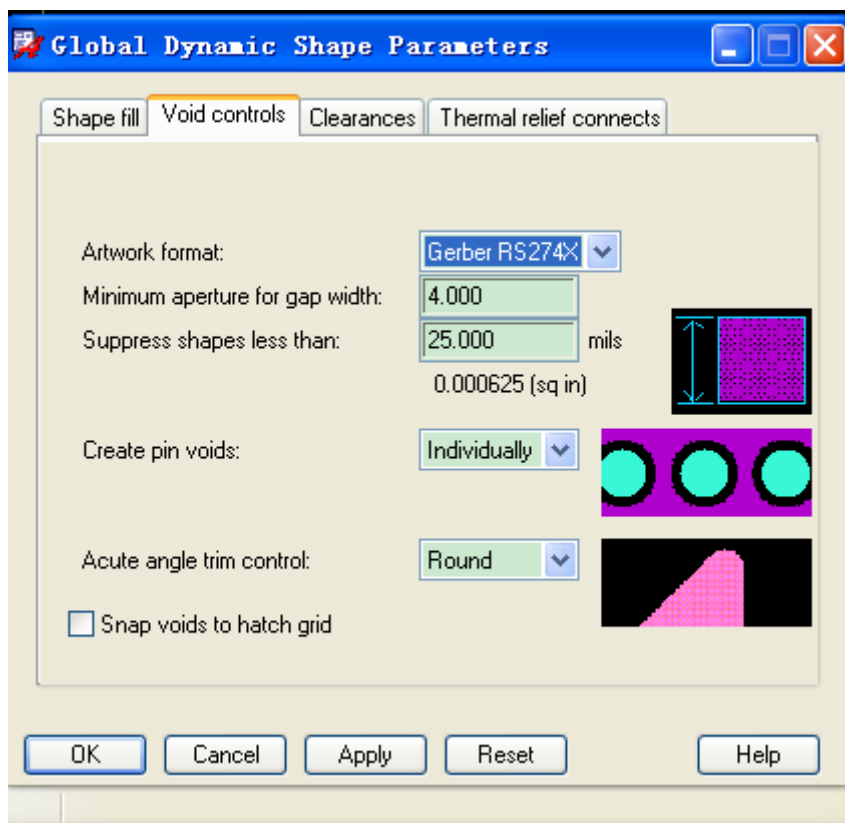 Global Dynamic Shape Parameters
Shape fill Void controls Clearances Thermal relief connects
Artwork format: Gerber RS274X
Minimum aperture for gap width: 4.000
Suppress shapes less than: 25.000 mils
0.000625 (sq in)
Create pin voids: Individually
Acute angle trim control: Round
Snap voids to hatch grid
OK Cancel Apply Reset Help